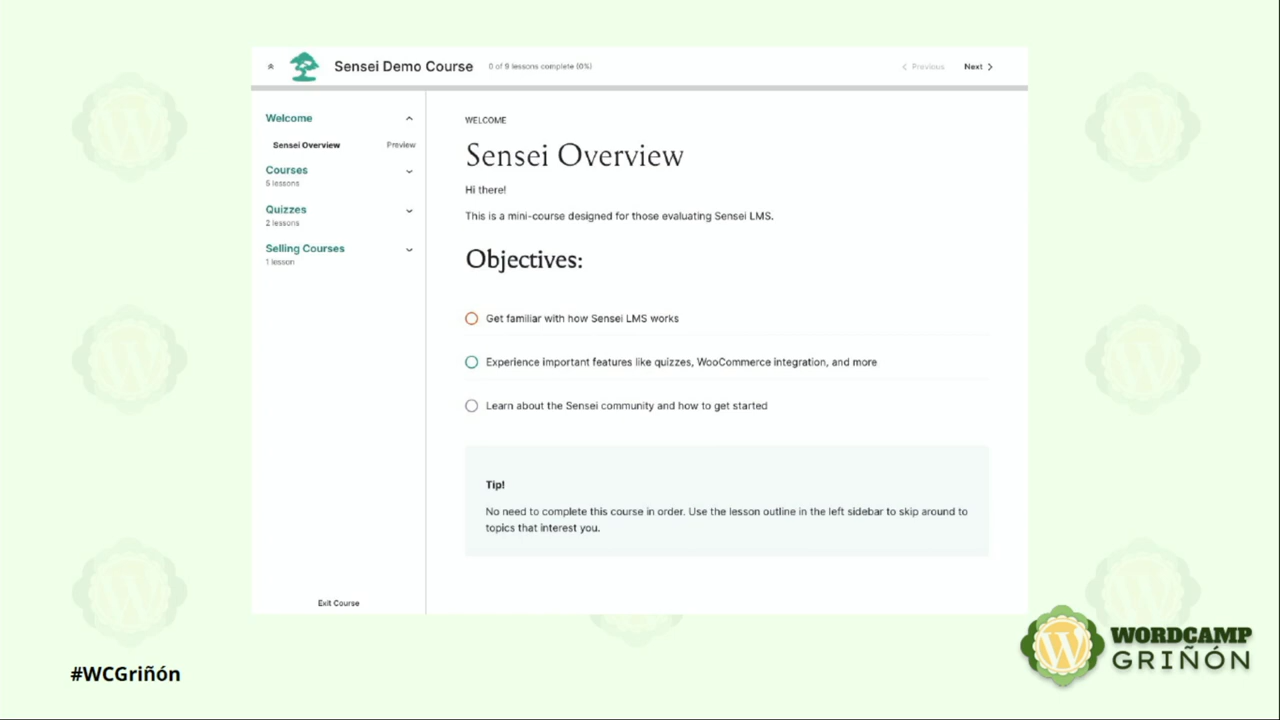 Sensei Demo Course
0 of 9 lessons complete (0%)
Previous
Next
Welcome
Sensei Overview
Preview
Courses
5 lessons
Quizzes
2 lessons
Selling Courses
1 lesson
Exit Course
WELCOME
Sensei Overview
Hi there!
This is a mini-course designed for those evaluating Sensei LMS.
Objectives:
Get familiar with how Sensei LMS works
Experience important features like quizzes, WooCommerce integration, and more
Learn about the Sensei community and how to get started
Tip!
No need to complete this course in order. Use the lesson outline in the left sidebar to skip around to
topics that interest you.
#WCGriñón
WORDCAMP
GRIÑÓN